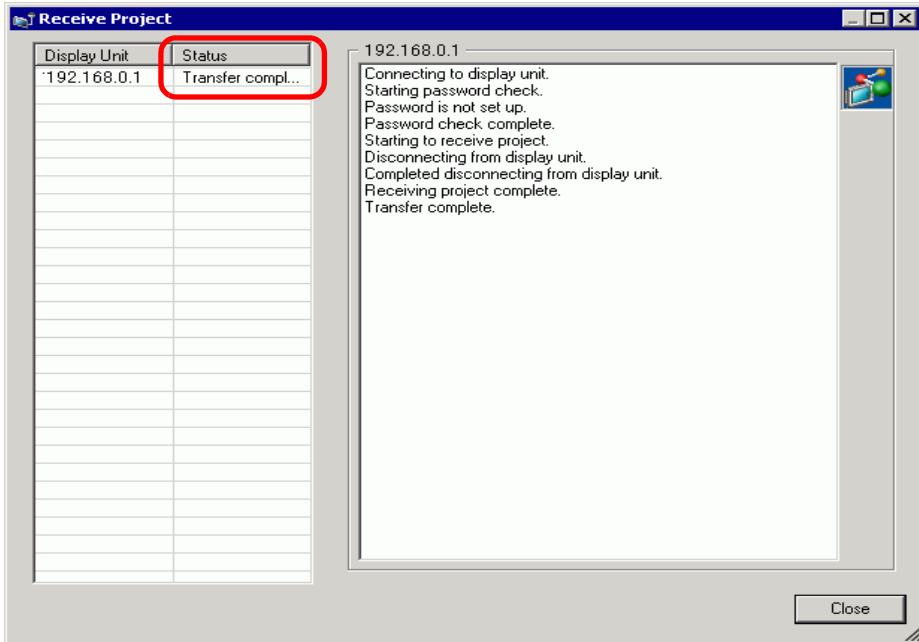 Receive Project
Display Unit Status
192.168.0.1 Transfer compl...
192.168.0.1
Connecting to display unit.
Starting password check.
Password is not set up.
Password check complete.
Starting to receive project.
Disconnecting from display unit.
Completed disconnecting from display unit.
Receiving project complete.
Transfer complete.
Close